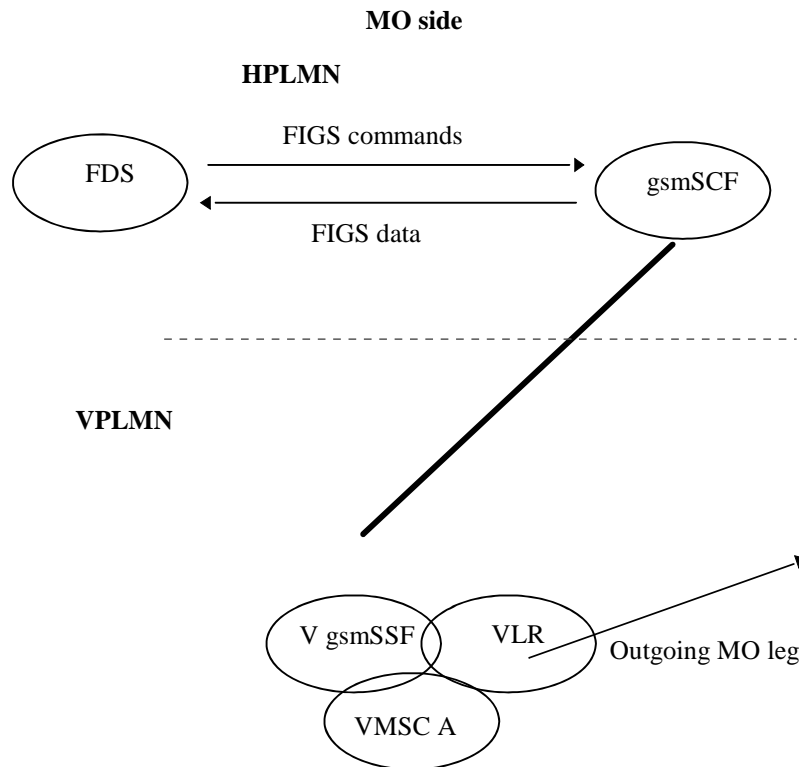 MO side
HPLMN
FIGS commands
FDS
gsmSCF
FIGS data
VPLMN
V gsmSSF
VLR
Outgoing MO leg
VMSC A